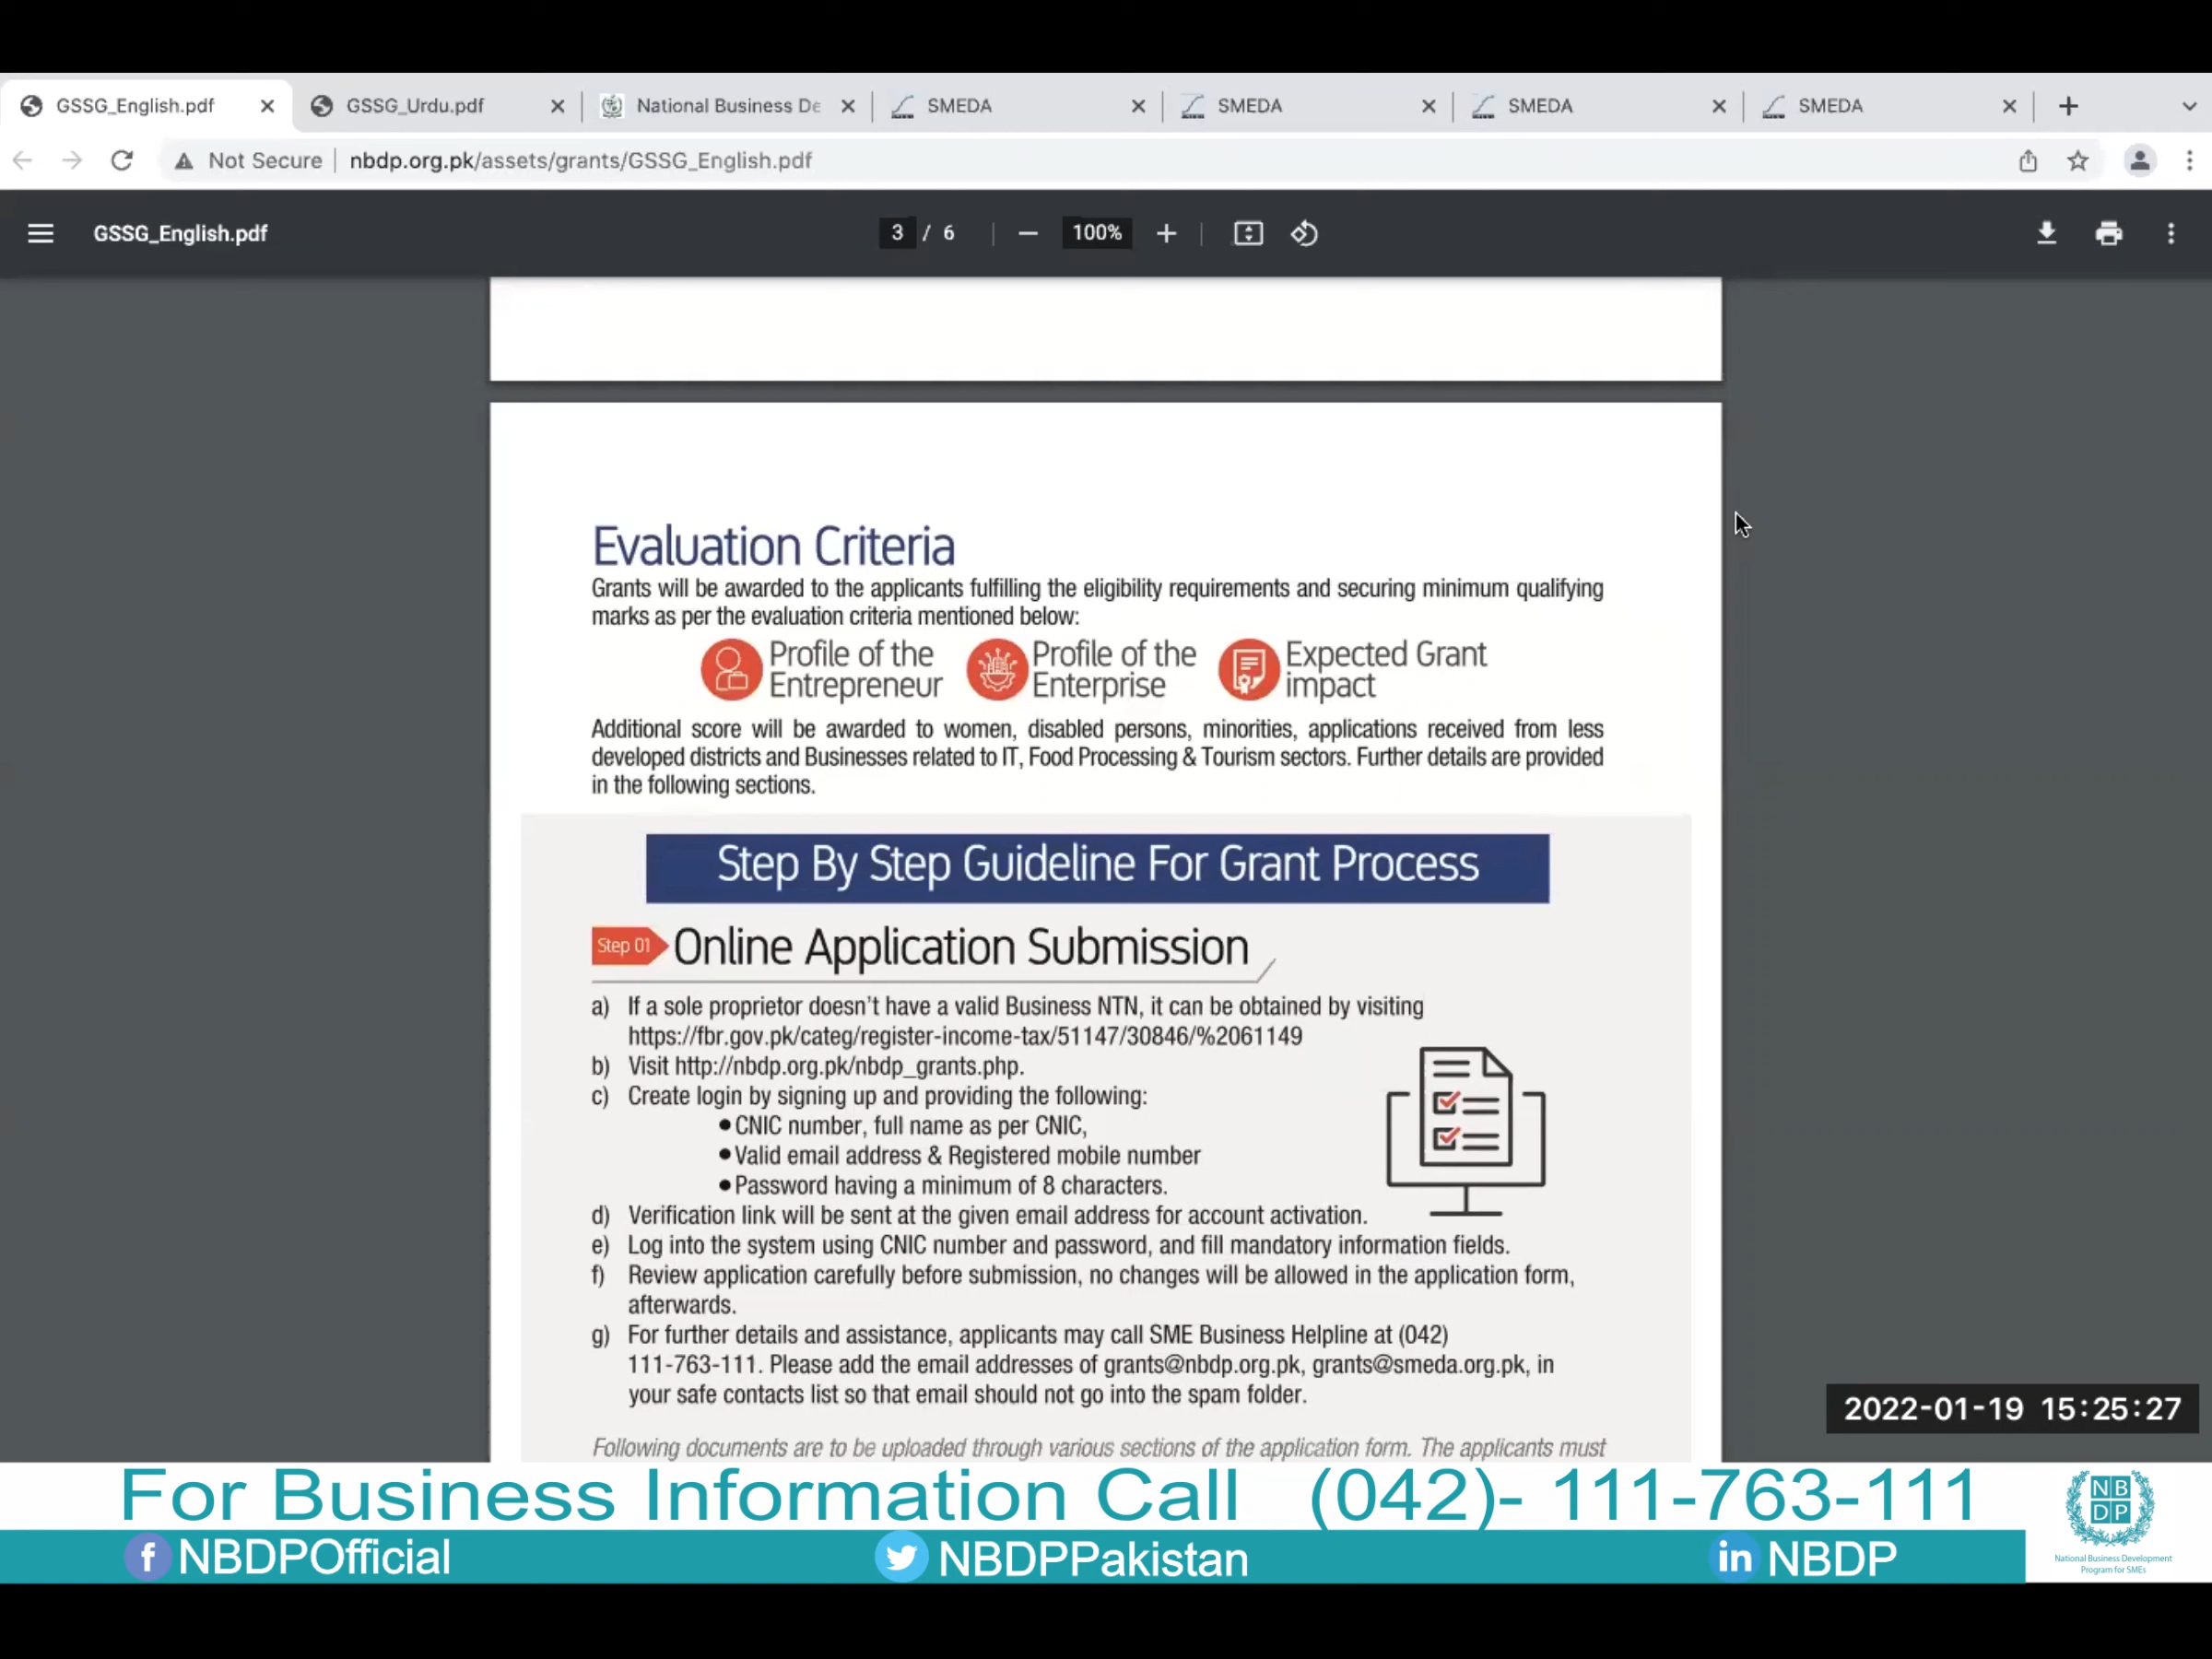 GSSG_English.pdf
GSSG_Urdu.pdf
National Business De
SMEDA
SMEDA
SMEDA
SMEDA
Not Secure
nbdp.org.pk/assets/grants/GSSG_English.pdf
GSSG_English.pdf
3 / 6
100%
Evaluation Criteria
Grants will be awarded to the applicants fulfilling the eligibility requirements and securing minimum qualifying
marks as per the evaluation criteria mentioned below:
Profile of the
Entrepreneur
Profile of the
Enterprise
Expected Grant
impact
Additional score will be awarded to women, disabled persons, minorities, applications received from less
developed districts and Businesses related to IT, Food Processing & Tourism sectors. Further details are provided
in the following sections.
Step By Step Guideline For Grant Process
Step 01 Online Application Submission
a) If a sole proprietor doesn't have a valid Business NTN, it can be obtained by visiting
https://fbr.gov.pk/categ/register-income-tax/51147/30846/%2061149
b) Visit http://nbdp.org.pk/nbdp_grants.php.
c) Create login by signing up and providing the following:
● CNIC number, full name as per CNIC,
● Valid email address & Registered mobile number
● Password having a minimum of 8 characters.
d) Verification link will be sent at the given email address for account activation.
e) Log into the system using CNIC number and password, and fill mandatory information fields.
f) Review application carefully before submission, no changes will be allowed in the application form,
afterwards.
g) For further details and assistance, applicants may call SME Business Helpline at (042)
111-763-111. Please add the email addresses of grants@nbdp.org.pk, grants@smeda.org.pk, in
your safe contacts list so that email should not go into the spam folder.
Following documents are to be uploaded through various sections of the application form. The applicants must
2022-01-19 15:25:27
For Business Information Call (042)- 111-763-111
f NBDPOfficial
NBDPPakistan
in NBDP
NB
DP
National Business Development
Program for SMEs